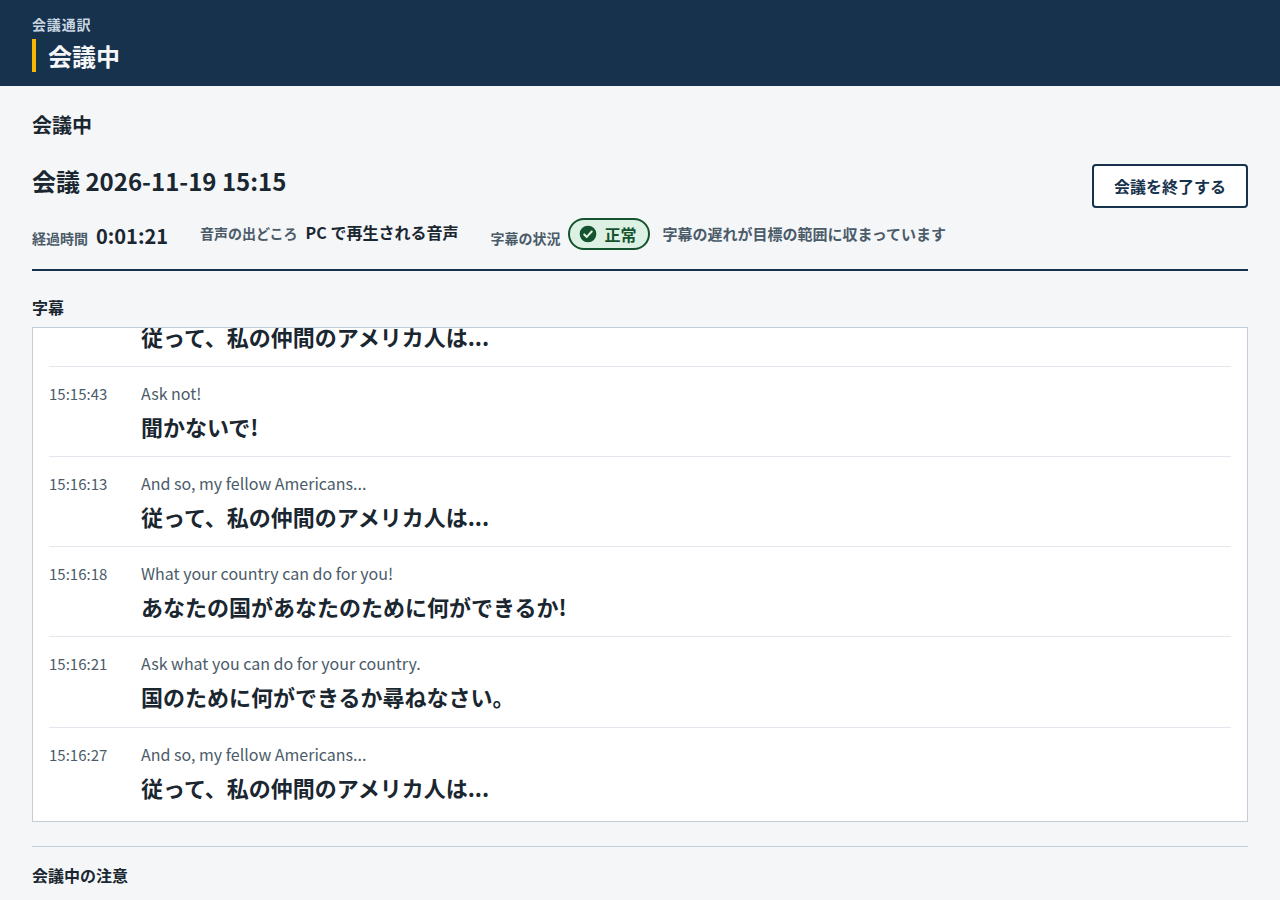 会議通訳
会議中
会議中
会議 2026-11-19 15:15
会議を終了する
経過時間 0:01:21 音声の出どころ PC で再生される音声 字幕の状況 正常 字幕の遅れが目標の範囲に収まっています
字幕
従って、私の仲間のアメリカ人は...
15:15:43 Ask not!
聞かないで!
15:16:13 And so, my fellow Americans...
従って、私の仲間のアメリカ人は...
15:16:18 What your country can do for you!
あなたの国があなたのために何ができるか!
15:16:21 Ask what you can do for your country.
国のために何ができるか尋ねなさい。
15:16:27 And so, my fellow Americans...
従って、私の仲間のアメリカ人は...
会議中の注意